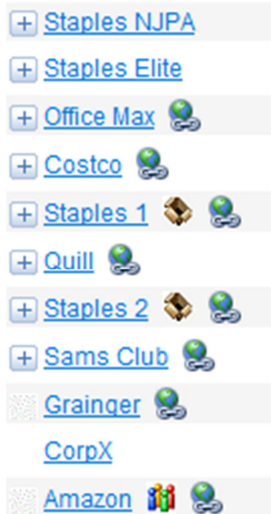 Staples NJPA
Staples Elite
Office Max
Costco
Staples 1
Quill
Staples 2
Sams Club
Grainger
CorpX
Amazon